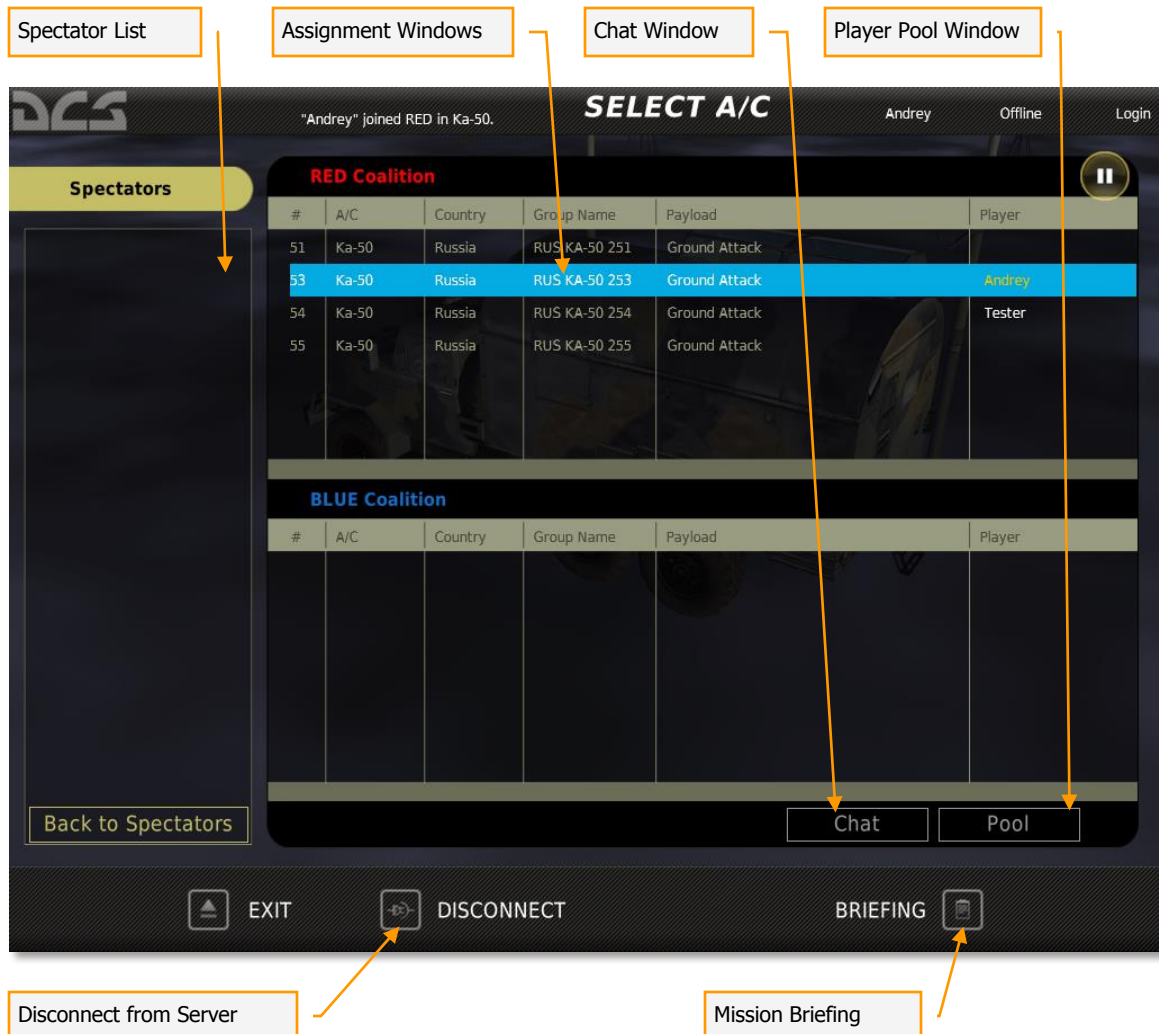 Spectator List
Assignment Windows
Chat Window
Player Pool Window
DCS
"Andrey" joined RED in Ka-50.
SELECT A/C
Andrey
Offline
Login
Spectators
RED Coalition
# A/C Country Group Name Payload Player
51 Ka-50 Russia RUS KA-50 251 Ground Attack
53 Ka-50 Russia RUS KA-50 253 Ground Attack Andrey
54 Ka-50 Russia RUS KA-50 254 Ground Attack Tester
55 Ka-50 Russia RUS KA-50 255 Ground Attack
BLUE Coalition
# A/C Country Group Name Payload Player
Back to Spectators
Chat
Pool
EXIT
DISCONNECT
BRIEFING
Disconnect from Server
Mission Briefing